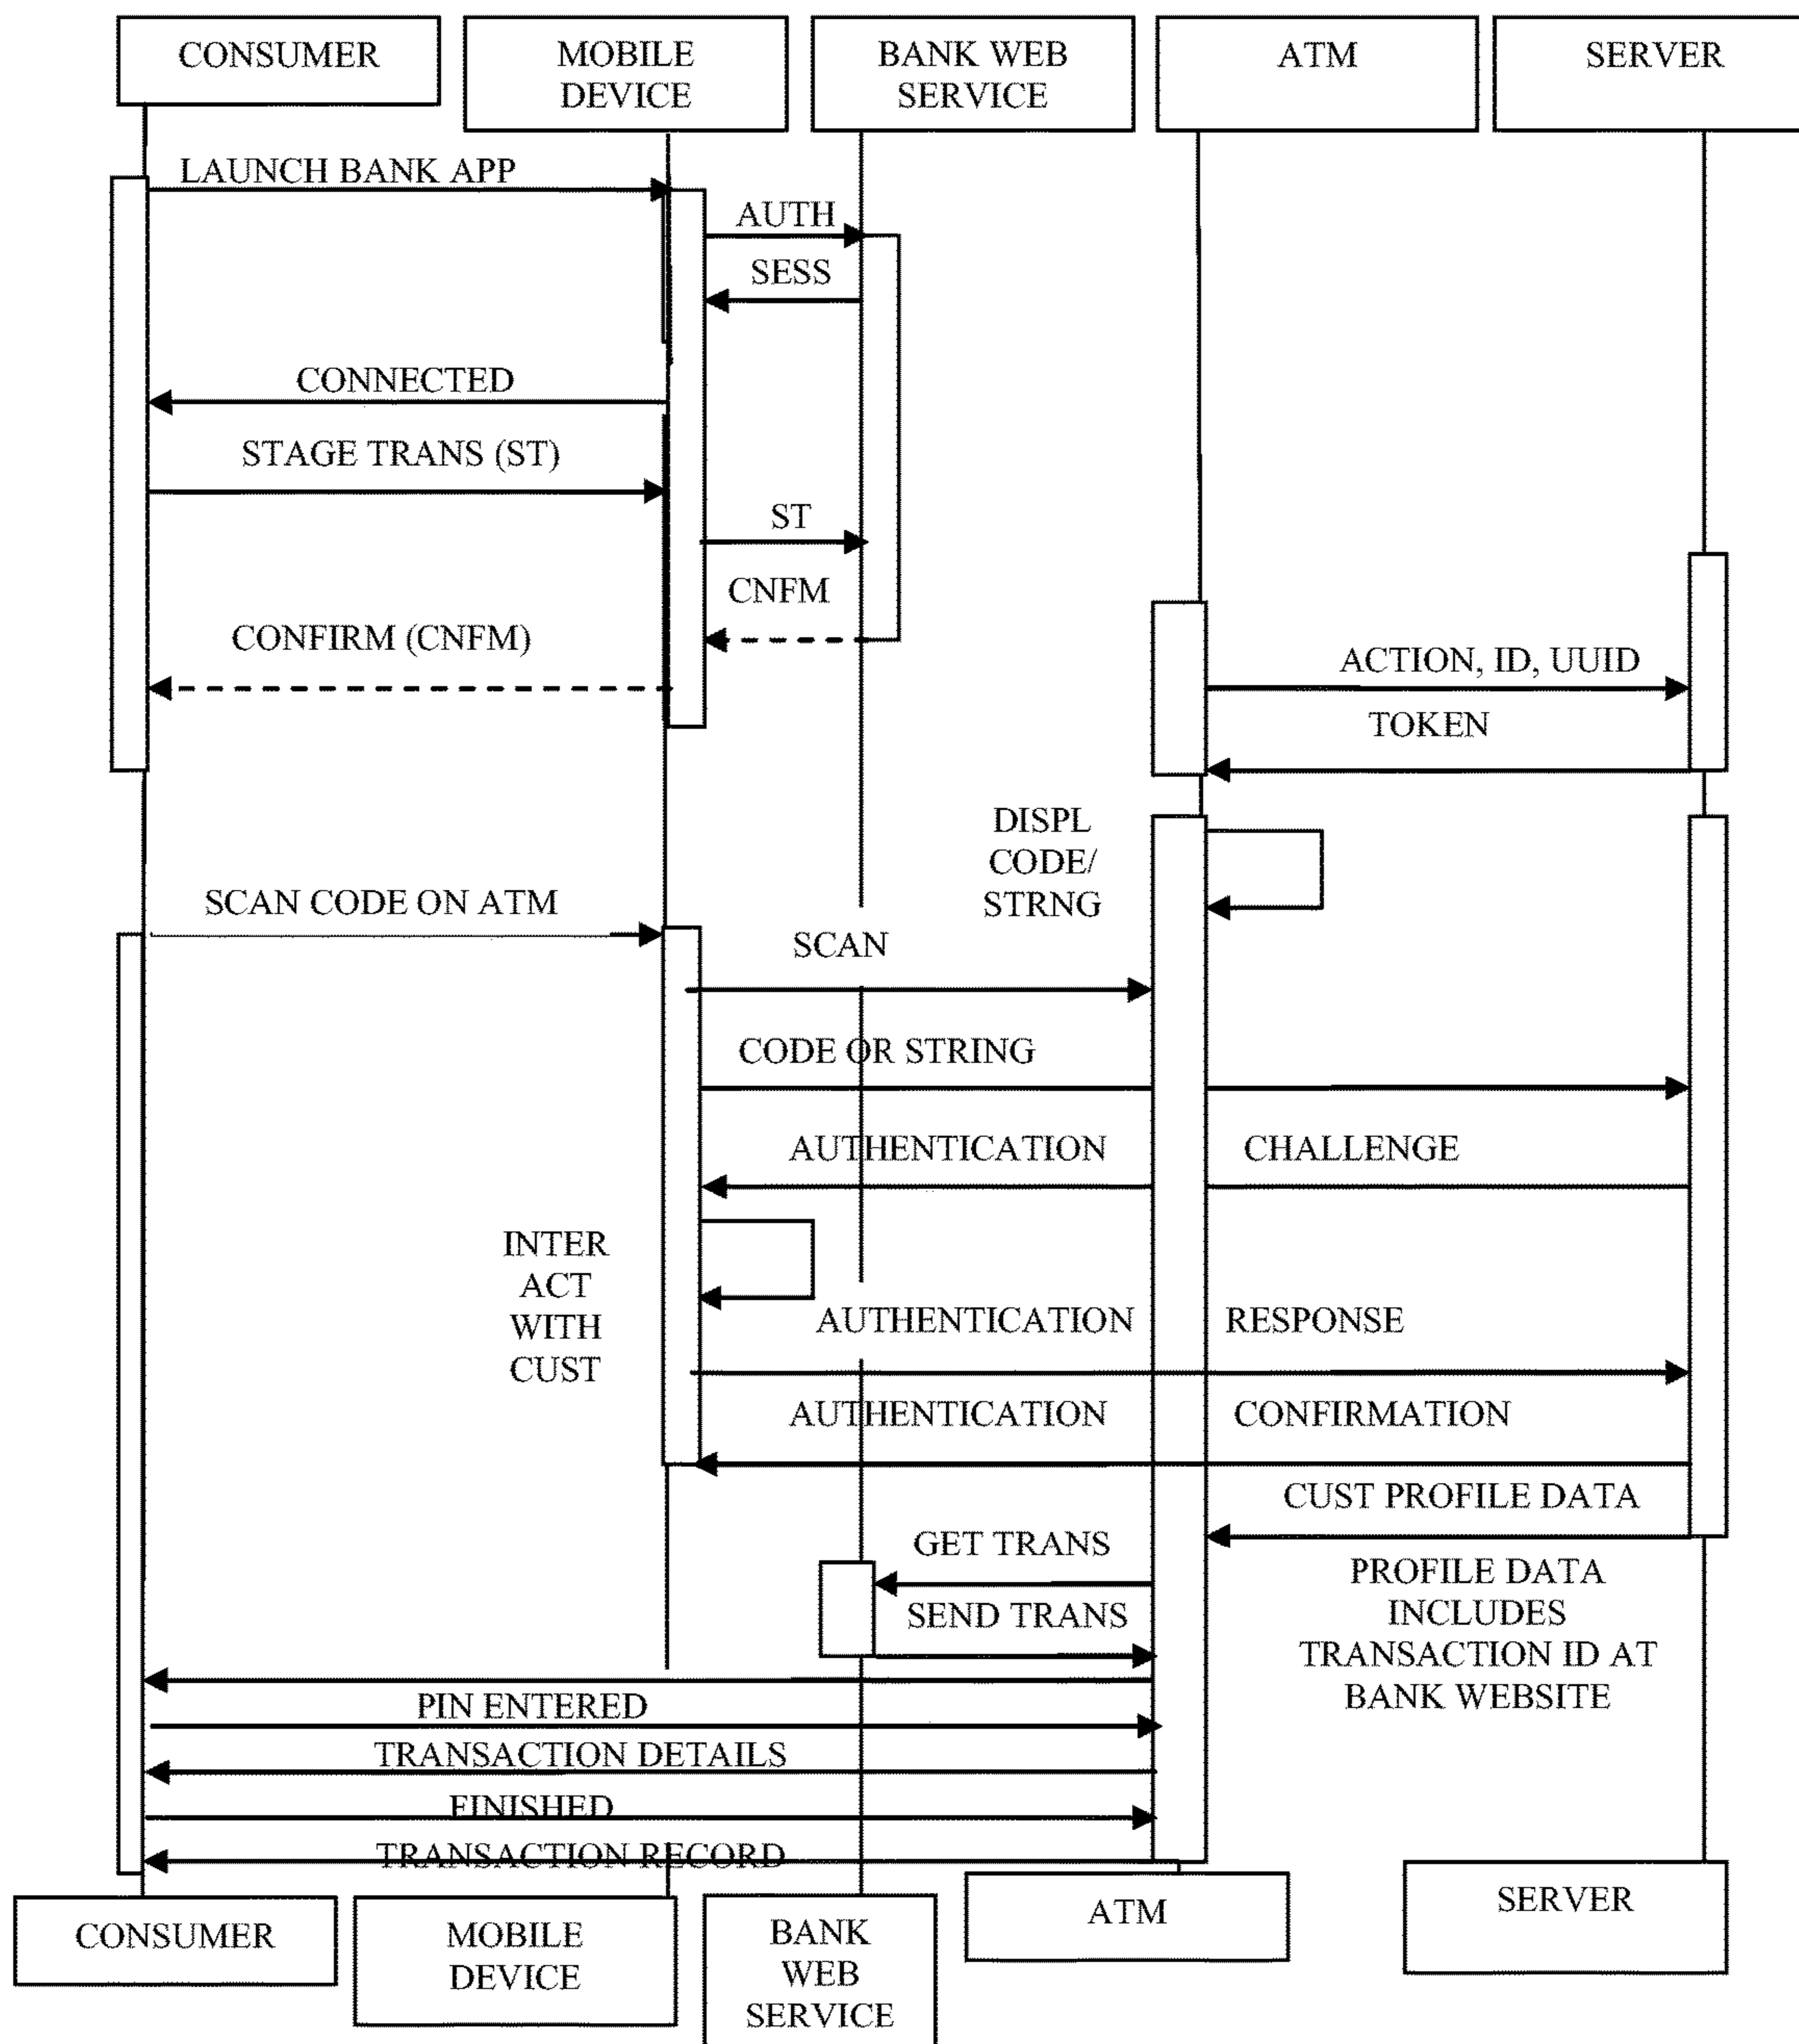 CONSUMER
MOBILE
DEVICE
BANK WEB
SERVICE
ATM
SERVER
LAUNCH BANK APP
AUTH
SESS
CONNECTED
STAGE TRANS (ST)
ST
CNFM
CONFIRM (CNFM)
ACTION, ID, UUID
TOKEN
DISPL
CODE/
STRNG
SCAN CODE ON ATM
SCAN
CODE OR STRING
AUTHENTICATION CHALLENGE
INTER
ACT
WITH
CUST
AUTHENTICATION RESPONSE
AUTHENTICATION CONFIRMATION
CUST PROFILE DATA
GET TRANS
SEND TRANS
PROFILE DATA
INCLUDES
TRANSACTION ID AT
BANK WEBSITE
PIN ENTERED
TRANSACTION DETAILS
FINISHED
TRANSACTION RECORD
CONSUMER
MOBILE
DEVICE
BANK
WEB
SERVICE
ATM
SERVER